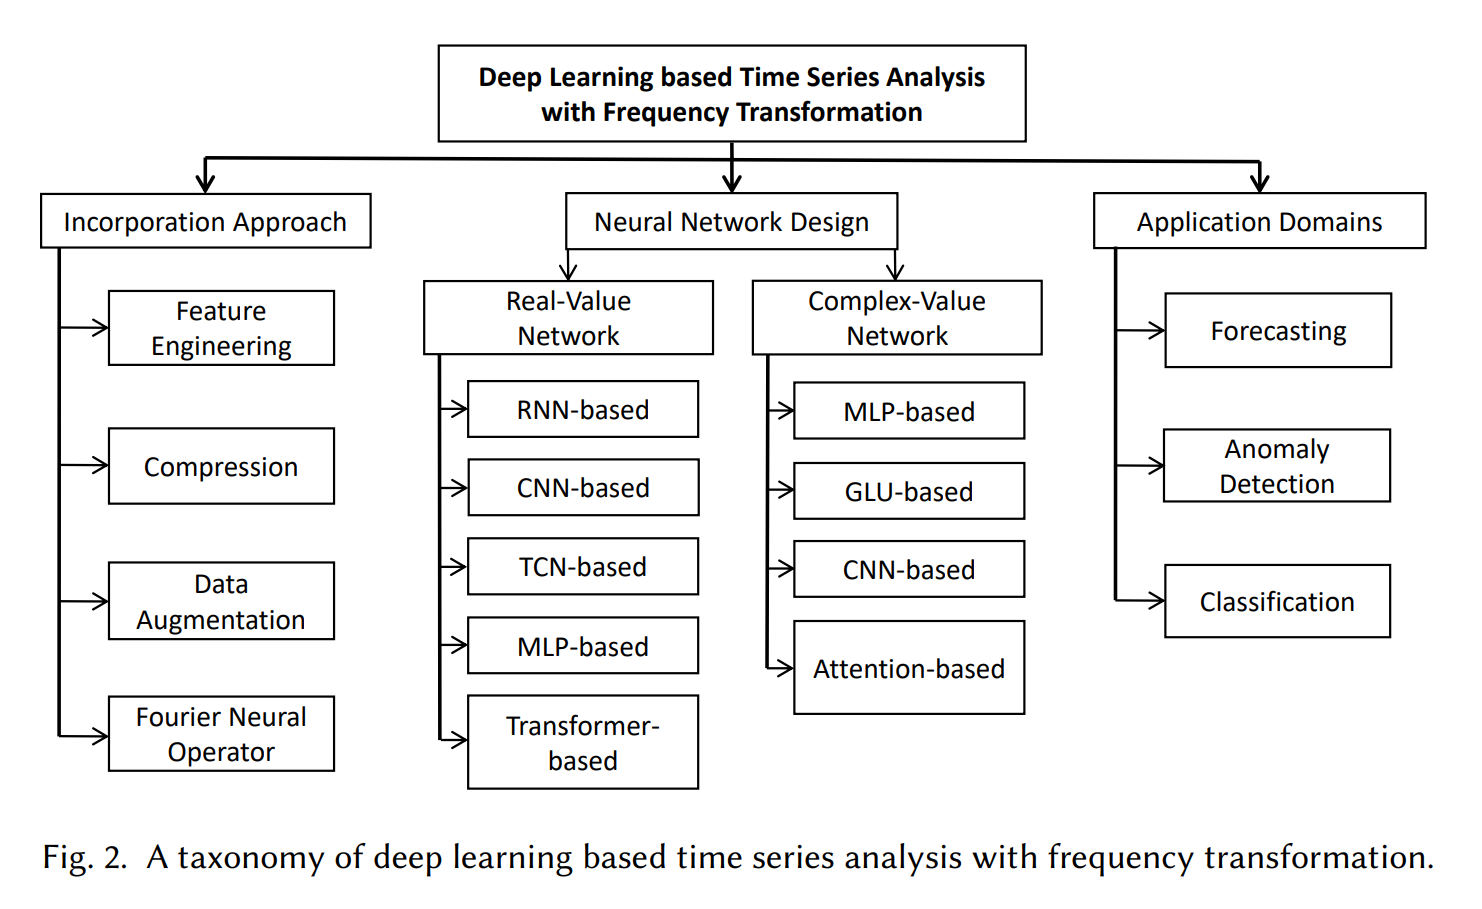 Deep Learning based Time Series Analysis
with Frequency Transformation
Incorporation Approach
Feature
Engineering
Compression
Data
Augmentation
Fourier Neural
Operator
Neural Network Design
Real-Value
Network
RNN-based
CNN-based
TCN-based
MLP-based
Transformer-
based
Complex-Value
Network
MLP-based
GLU-based
CNN-based
Attention-based
Application Domains
Forecasting
Anomaly
Detection
Classification
Fig. 2. A taxonomy of deep learning based time series analysis with frequency transformation.